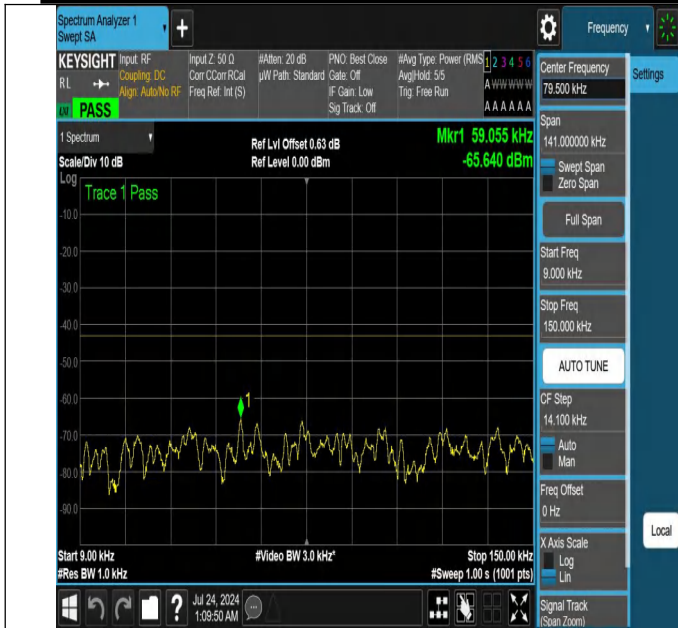 Spectrum Analyzer 1
Swept SA
+
Frequency
KEYSIGHT
RL
PASS
Input: RF
Coupling: DC
Align: Auto/No RF
Input Z: 50 Ω
Corr CCorr RCal
Freq Ref: Int (S)
#Atten: 20 dB
µW Path: Standard
PNO: Best Close
Gate: Off
IF Gain: Low
Sig Track: Off
#Avg Type: Power (RMS
Avg|Hold: 5/5
Trig: Free Run
1 2 3 4 5 6
A W W W W W
A A A A A A
1 Spectrum
Scale/Div 10 dB
Ref Lvl Offset 0.63 dB
Ref Level 0.00 dBm
Mkr1 59.055 kHz
-65.640 dBm
Log
Trace 1 Pass
-10.0
-20.0
-30.0
-40.0
-50.0
-60.0
-70.0
-80.0
-90.0
1
Start 9.00 kHz
#Res BW 1.0 kHz
#Video BW 3.0 kHz*
Stop 150.00 kHz
#Sweep 1.00 s (1001 pts)
?
Jul 24, 2024
1:09:50 AM
Center Frequency
79.500 kHz
Settings
Span
141.000000 kHz
Swept Span
Zero Span
Full Span
Start Freq
9.000 kHz
Stop Freq
150.000 kHz
AUTO TUNE
CF Step
14.100 kHz
Auto
Man
Freq Offset
0 Hz
X Axis Scale
Log
Lin
Signal Track
(Span Zoom)
Local